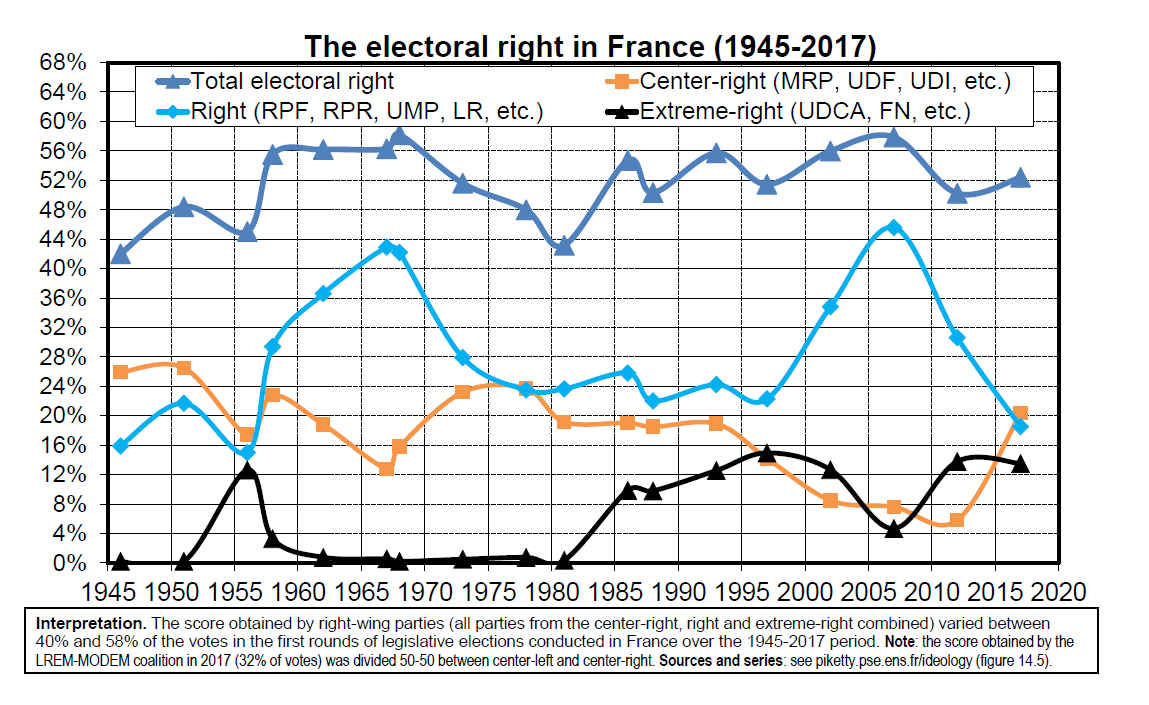 The electoral right in France (1945-2017)
68%
64%
60%
56%
52%
48%
44%
40%
36%
32%
28%
24%
20%
16%
12%
8%
4%
0%
Total electoral right
Center-right (MRP, UDF, UDI, etc.)
Right (RPF, RPR, UMP, LR, etc.)
Extreme-right (UDCA, FN, etc.)
1945 1950 1955 1960 1965 1970 1975 1980 1985 1990 1995 2000 2005 2010 2015 2020
Interpretation. The score obtained by right-wing parties (all parties from the center-right, right and extreme-right combined) varied between
40% and 58% of the votes in the first rounds of legislative elections conducted in France over the 1945-2017 period. Note: the score obtained by the
LREM-MODEM coalition in 2017 (32% of votes) was divided 50-50 between center-left and center-right. Sources and series: see piketty.pse.ens.fr/ideology (figure 14.5).